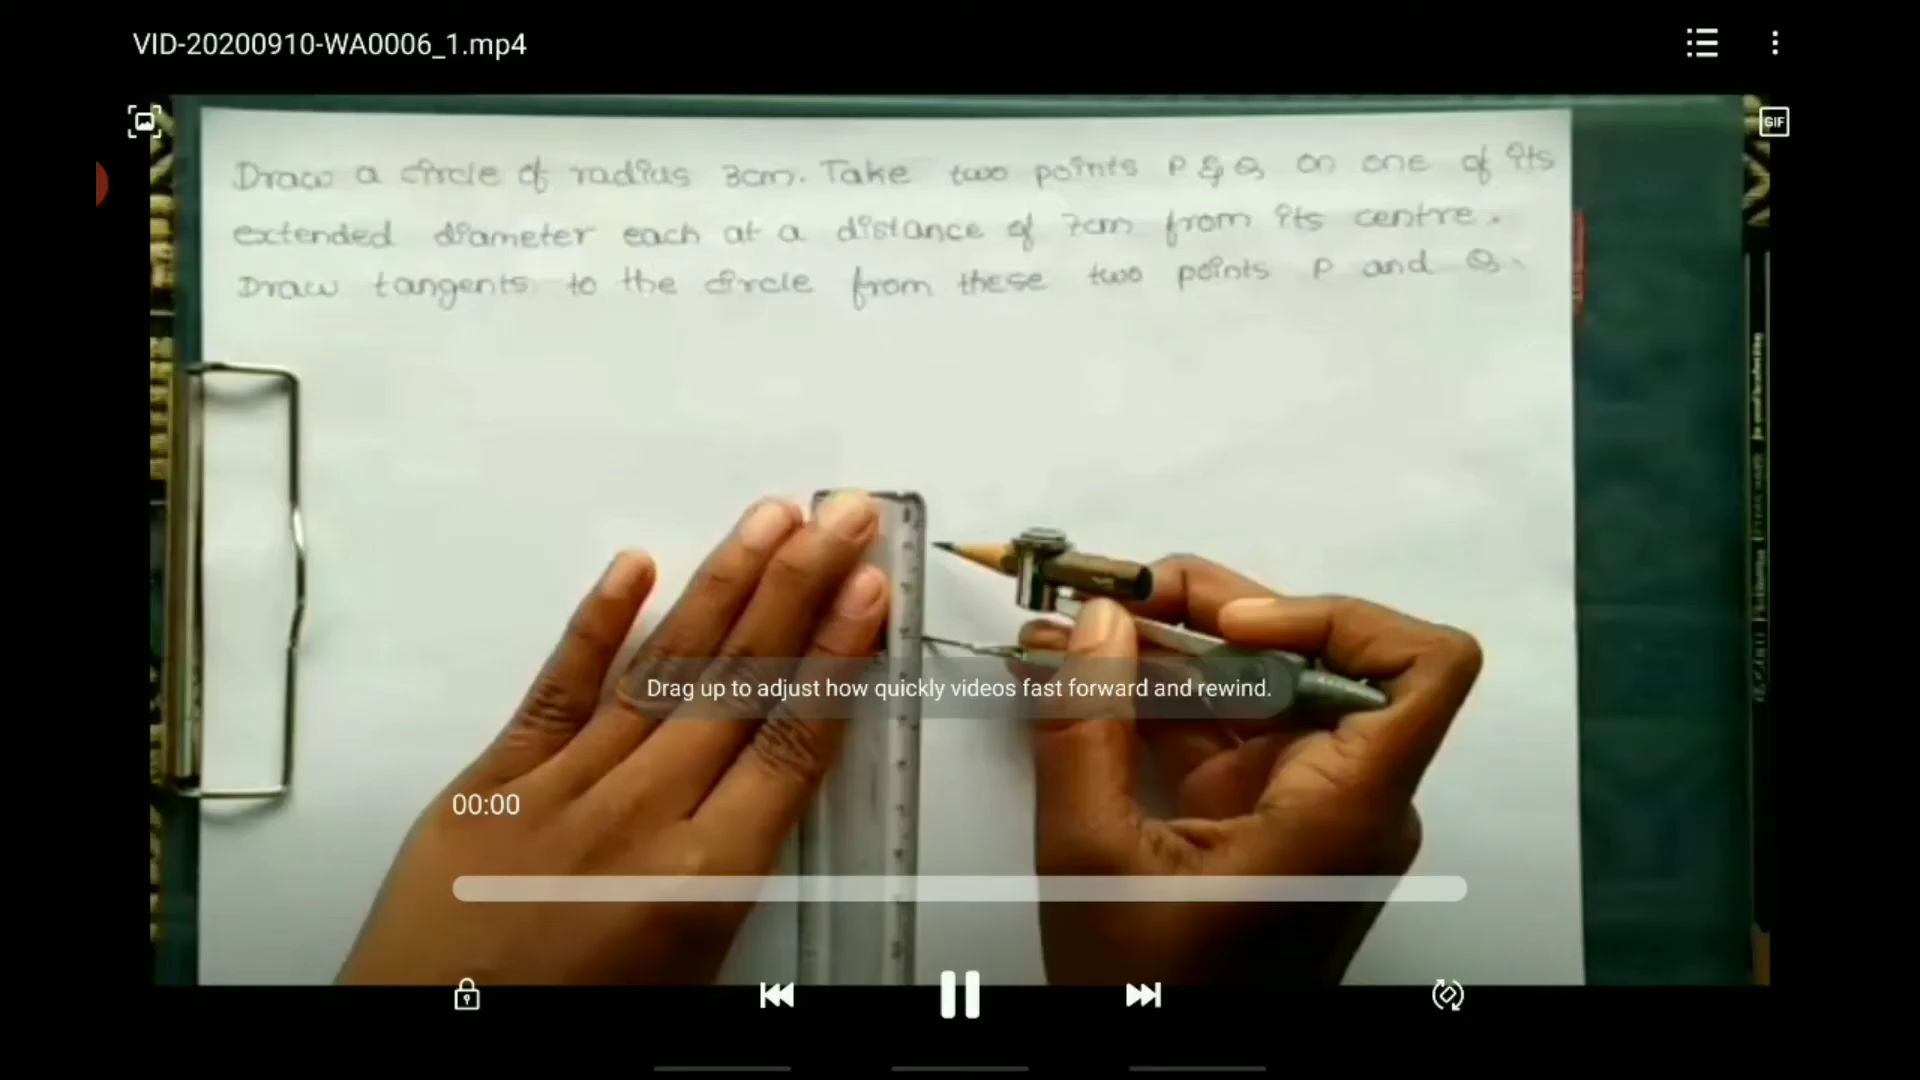 VID-20200910-WA0006_1.mp4
GIF
Draw a circle of radius 3cm. Take two points P & Q on one of its
extended diameter each at a distance of 7cm from its centre.
Draw tangents to the circle from these two points P and Q.
Drag up to adjust how quickly videos fast forward and rewind.
00:00